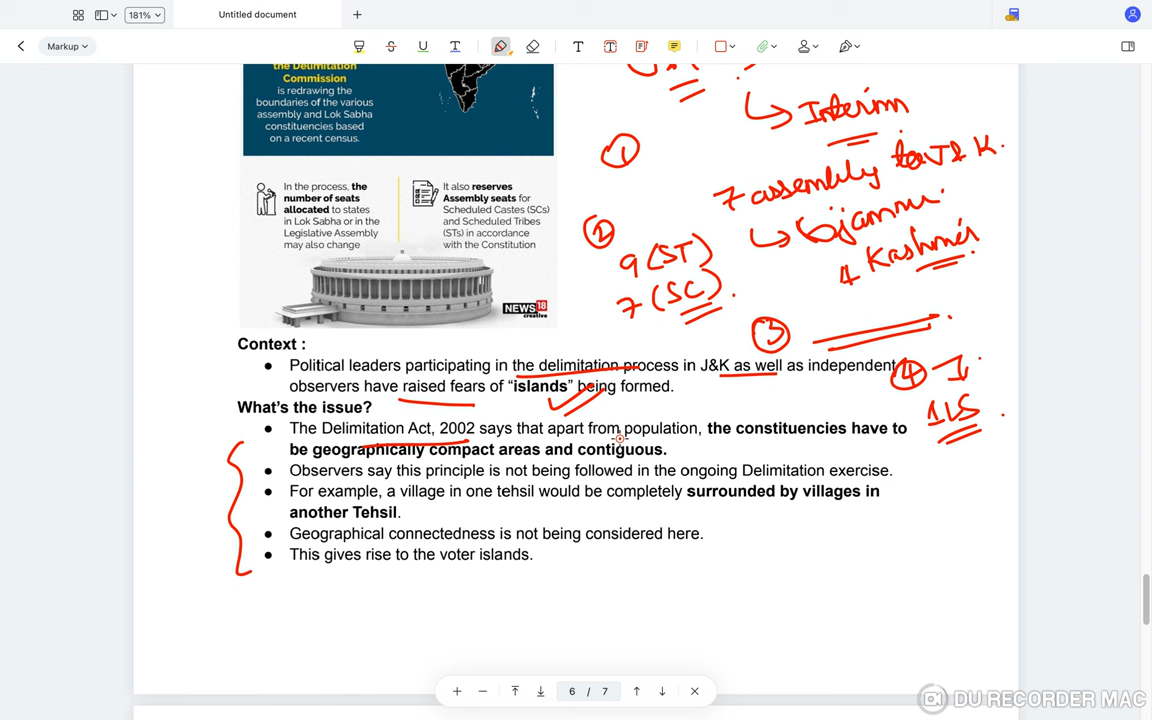 181%
Untitled document
Markup
the Delimitation
Commission
is redrawing the
boundaries of the various
assembly and Lok Sabha
constituencies based
on a recent census.
In the process, the
number of seats
allocated to states
in Lok Sabha or in the
Legislative Assembly
may also change
It also reserves
Assembly seats for
Scheduled Castes (SCs)
and Scheduled Tribes
(STs) in accordance
with the Constitution
NEWS18
creative
Interim
①
7 assembly to J & K.
6 jammu
4 Kashmir
②
9 (ST)
7 (SC).
③
④
115
Context :
● Political leaders participating in the delimitation process in J&K as well as independent
observers have raised fears of “islands” being formed.
What’s the issue?
● The Delimitation Act, 2002 says that apart from population, the constituencies have to
be geographically compact areas and contiguous.
● Observers say this principle is not being followed in the ongoing Delimitation exercise.
● For example, a village in one tehsil would be completely surrounded by villages in
another Tehsil.
● Geographical connectedness is not being considered here.
● This gives rise to the voter islands.
6 / 7
DU RECORDER MAC